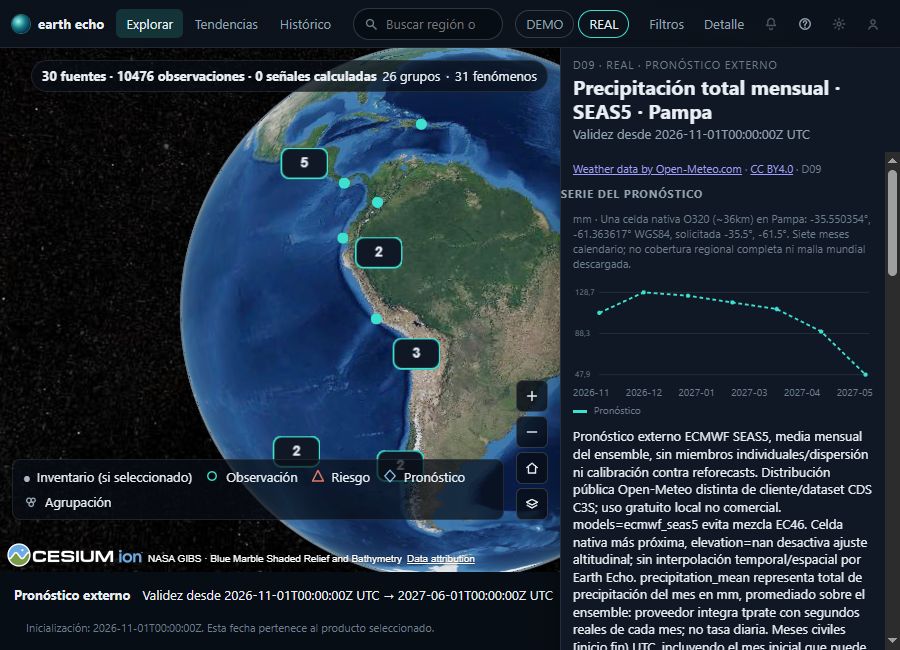 earth echo
Explorar
Tendencias
Histórico
Buscar región o
DEMO
REAL
Filtros
Detalle
30 fuentes · 10476 observaciones · 0 señales calculadas 26 grupos · 31 fenómenos
5
2
3
2
2
+
−
Inventario (si seleccionado) Observación Riesgo Pronóstico
Agrupación
CESIUM ion NASA GIBS · Blue Marble Shaded Relief and Bathymetry Data attribution
Pronóstico externo Validez desde 2026-11-01T00:00:00Z UTC → 2027-06-01T00:00:00Z UTC
Inicialización: 2026-11-01T00:00:00Z. Esta fecha pertenece al producto seleccionado.
D09 · REAL · PRONÓSTICO EXTERNO
Precipitación total mensual ·
SEAS5 · Pampa
Validez desde 2026-11-01T00:00:00Z UTC
Weather data by Open-Meteo.com · CC BY4.0 · D09
SERIE DEL PRONÓSTICO
mm · Una celda nativa O320 (~36km) en Pampa: -35.550354°,
-61.363617° WGS84, solicitada -35.5°, -61.5°. Siete meses
calendario; no cobertura regional completa ni malla mundial
descargada.
128,7
88,3
47,9
2026-11 2026-12 2027-01 2027-03 2027-04 2027-05
Pronóstico
Pronóstico externo ECMWF SEAS5, media mensual
del ensemble, sin miembros individuales/dispersión
ni calibración contra reforecasts. Distribución
pública Open-Meteo distinta de cliente/dataset CDS
C3S; uso gratuito local no comercial.
models=ecmwf_seas5 evita mezcla EC46. Celda
nativa más próxima, elevation=nan desactiva ajuste
altitudinal; sin interpolación temporal/espacial por
Earth Echo. precipitation_mean representa total de
precipitación del mes en mm, promediado sobre el
ensemble: proveedor integra tprate con segundos
reales de cada mes; no tasa diaria. Meses civiles
[inicio,fin) UTC, incluyendo el mes inicial que puede